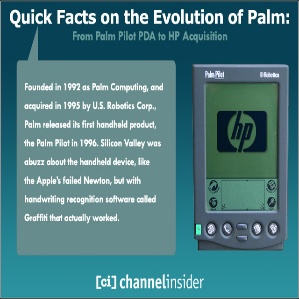 Quick Facts on the Evolution of Palm:
From Palm Pilot PDA to HP Acquisition
Founded in 1992 as Palm Computing, and
acquired in 1995 by U.S. Robotics Corp.,
Palm released its first handheld product,
the Palm Pilot in 1996. Silicon Valley was
abuzz about the handheld device, like
the Apple's failed Newton, but with
handwriting recognition software called
Graffiti that actually worked.
Palm Pilot
Robotics
hp
[ci] channelinsider